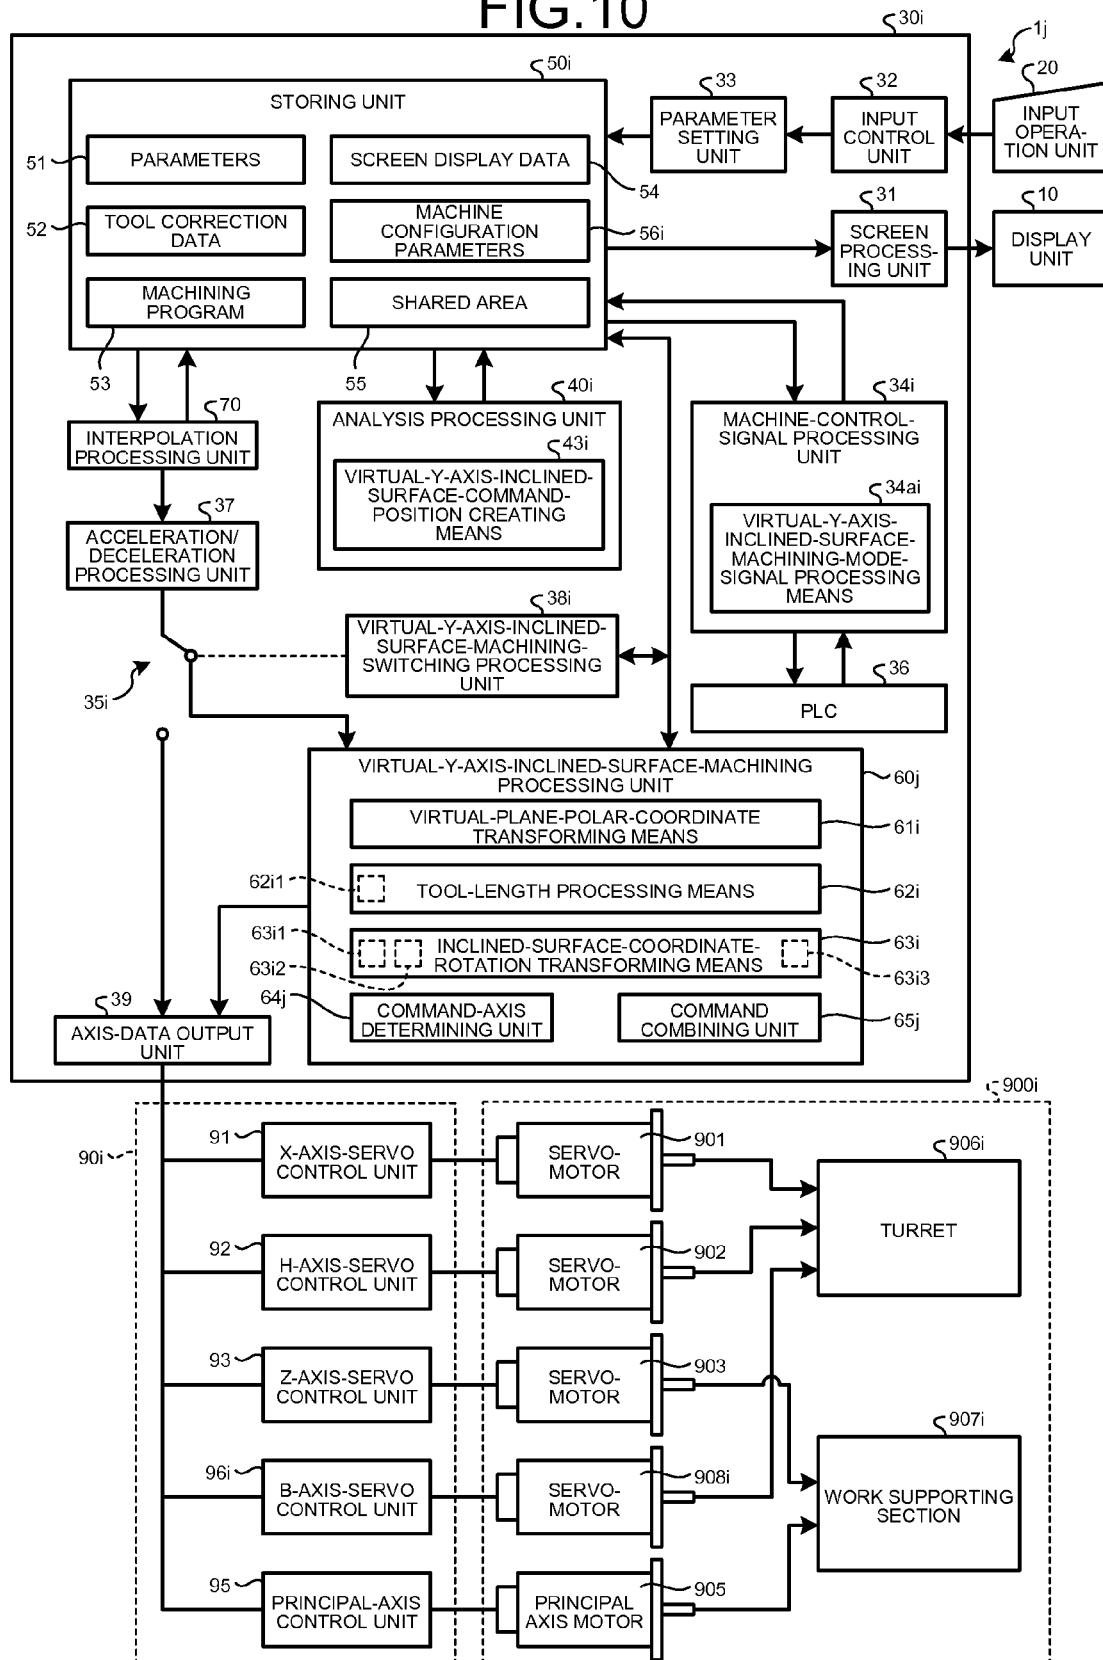 FIG.10
30i
1j
50i
STORING UNIT
51
PARAMETERS
SCREEN DISPLAY DATA
54
52
TOOL CORRECTION
DATA
MACHINE
CONFIGURATION
PARAMETERS
56i
MACHINING
PROGRAM
SHARED AREA
53
55
33
PARAMETER
SETTING
UNIT
32
INPUT
CONTROL
UNIT
20
INPUT
OPERA-
TION UNIT
31
SCREEN
PROCESS-
ING UNIT
10
DISPLAY
UNIT
70
INTERPOLATION
PROCESSING UNIT
37
ACCELERATION/
DECELERATION
PROCESSING UNIT
40i
ANALYSIS PROCESSING UNIT
43i
VIRTUAL-Y-AXIS-INCLINED-
SURFACE-COMMAND-
POSITION CREATING
MEANS
34i
MACHINE-CONTROL-
SIGNAL PROCESSING
UNIT
34ai
VIRTUAL-Y-AXIS-
INCLINED-SURFACE-
MACHINING-MODE-
SIGNAL PROCESSING
MEANS
38i
VIRTUAL-Y-AXIS-INCLINED-
SURFACE-MACHINING-
SWITCHING PROCESSING
UNIT
35i
36
PLC
VIRTUAL-Y-AXIS-INCLINED-SURFACE-MACHINING
PROCESSING UNIT
60j
VIRTUAL-PLANE-POLAR-COORDINATE
TRANSFORMING MEANS
61i
62i1
TOOL-LENGTH PROCESSING MEANS
62i
63i1
63i2
INCLINED-SURFACE-COORDINATE-
ROTATION TRANSFORMING MEANS
63i
63i3
64j
COMMAND-AXIS
DETERMINING UNIT
COMMAND
COMBINING UNIT
65j
39
AXIS-DATA OUTPUT
UNIT
90i
900i
91
X-AXIS-SERVO
CONTROL UNIT
SERVO-
MOTOR
901
906i
TURRET
92
H-AXIS-SERVO
CONTROL UNIT
SERVO-
MOTOR
902
93
Z-AXIS-SERVO
CONTROL UNIT
SERVO-
MOTOR
903
907i
WORK SUPPORTING
SECTION
96i
B-AXIS-SERVO
CONTROL UNIT
SERVO-
MOTOR
908i
95
PRINCIPAL-AXIS
CONTROL UNIT
PRINCIPAL
AXIS MOTOR
905